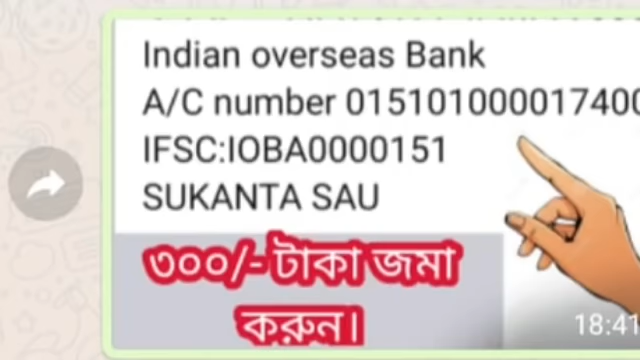 Indian overseas Bank
A/C number 015101000017400
IFSC:IOBA0000151
SUKANTA SAU
৩০০/- টাকা জমা
করুন।
18:41